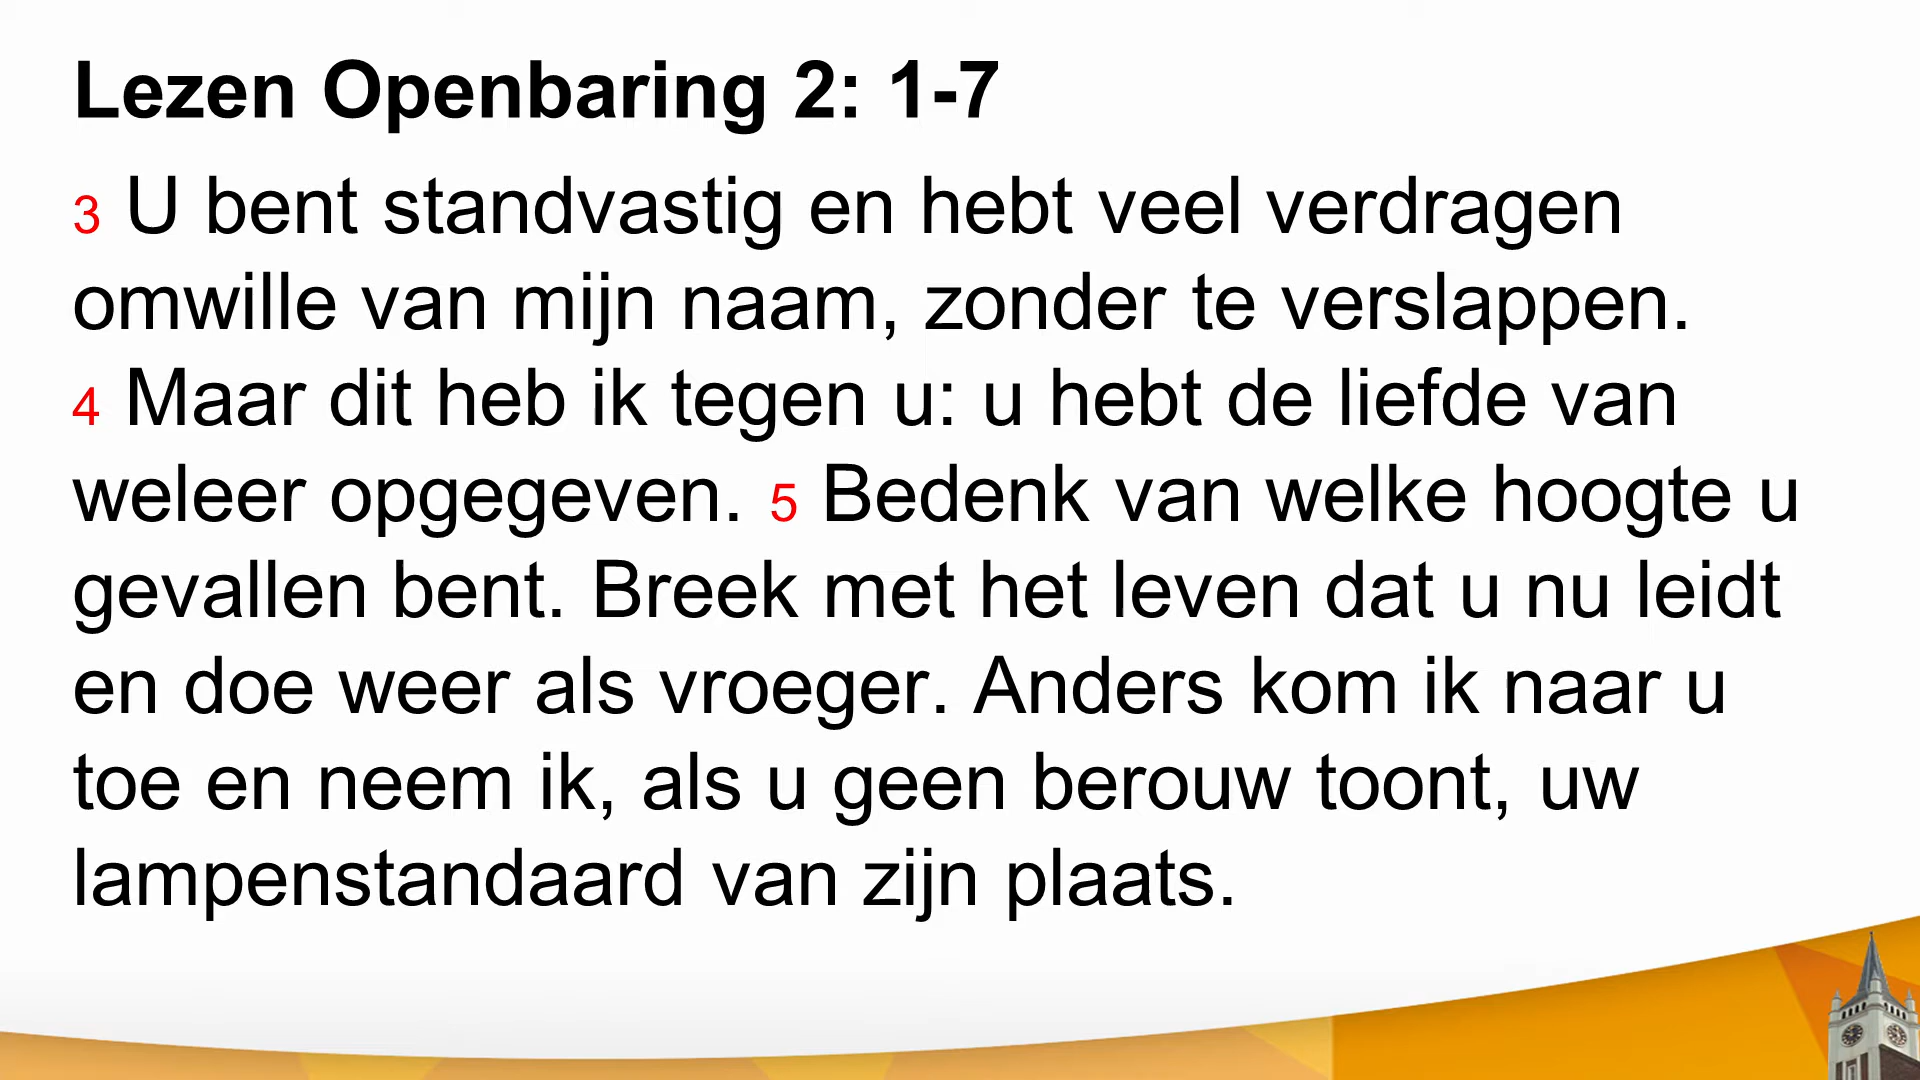 Lezen Openbaring 2: 1-7
3 U bent standvastig en hebt veel verdragen
omwille van mijn naam, zonder te verslappen.
4 Maar dit heb ik tegen u: u hebt de liefde van
weleer opgegeven. 5 Bedenk van welke hoogte u
gevallen bent. Breek met het leven dat u nu leidt
en doe weer als vroeger. Anders kom ik naar u
toe en neem ik, als u geen berouw toont, uw
lampenstandaard van zijn plaats.